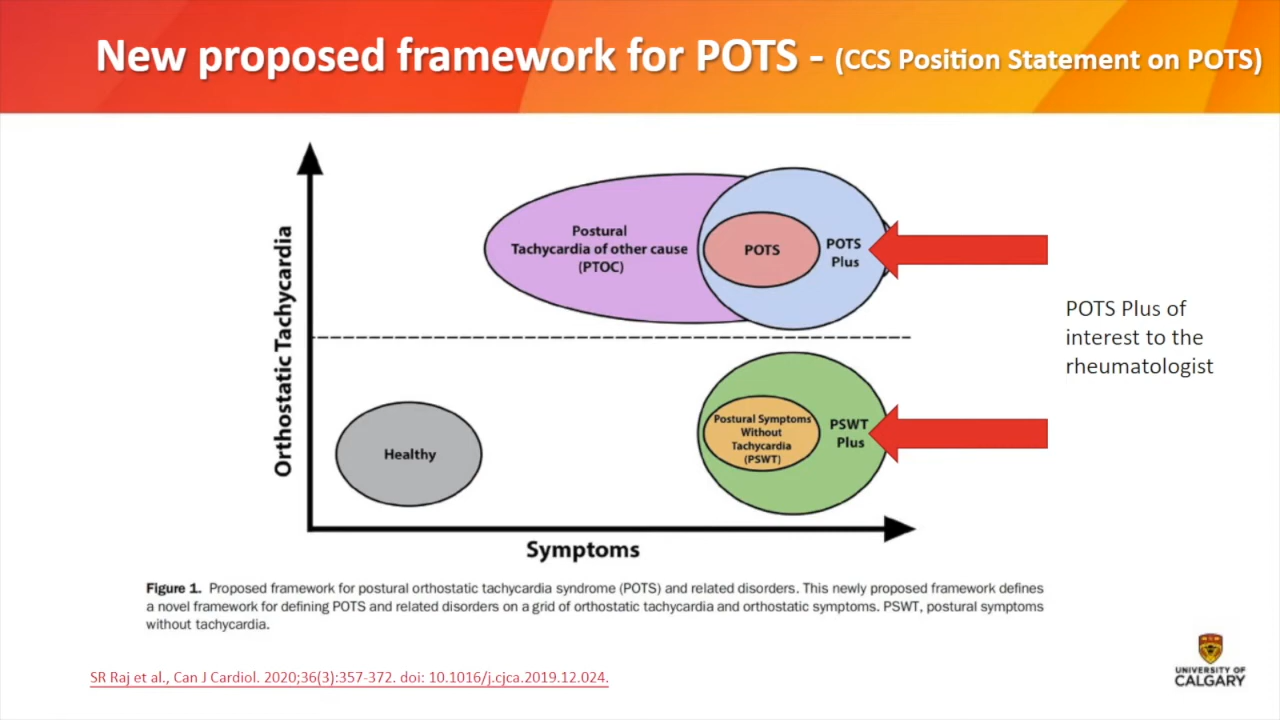 New proposed framework for POTS - (CCS Position Statement on POTS)
Orthostatic Tachycardia
Postural
Tachycardia of other cause
(PTOC)
POTS
POTS
Plus
POTS Plus of
interest to the
rheumatologist
Healthy
Postural Symptoms
Without
Tachycardia
(PSWT)
PSWT
Plus
Symptoms
Figure 1. Proposed framework for postural orthostatic tachycardia syndrome (POTS) and related disorders. This newly proposed framework defines
a novel framework for defining POTS and related disorders on a grid of orthostatic tachycardia and orthostatic symptoms. PSWT, postural symptoms
without tachycardia.
SR Raj et al., Can J Cardiol. 2020;36(3):357-372. doi: 10.1016/j.cjca.2019.12.024.
UNIVERSITY OF
CALGARY